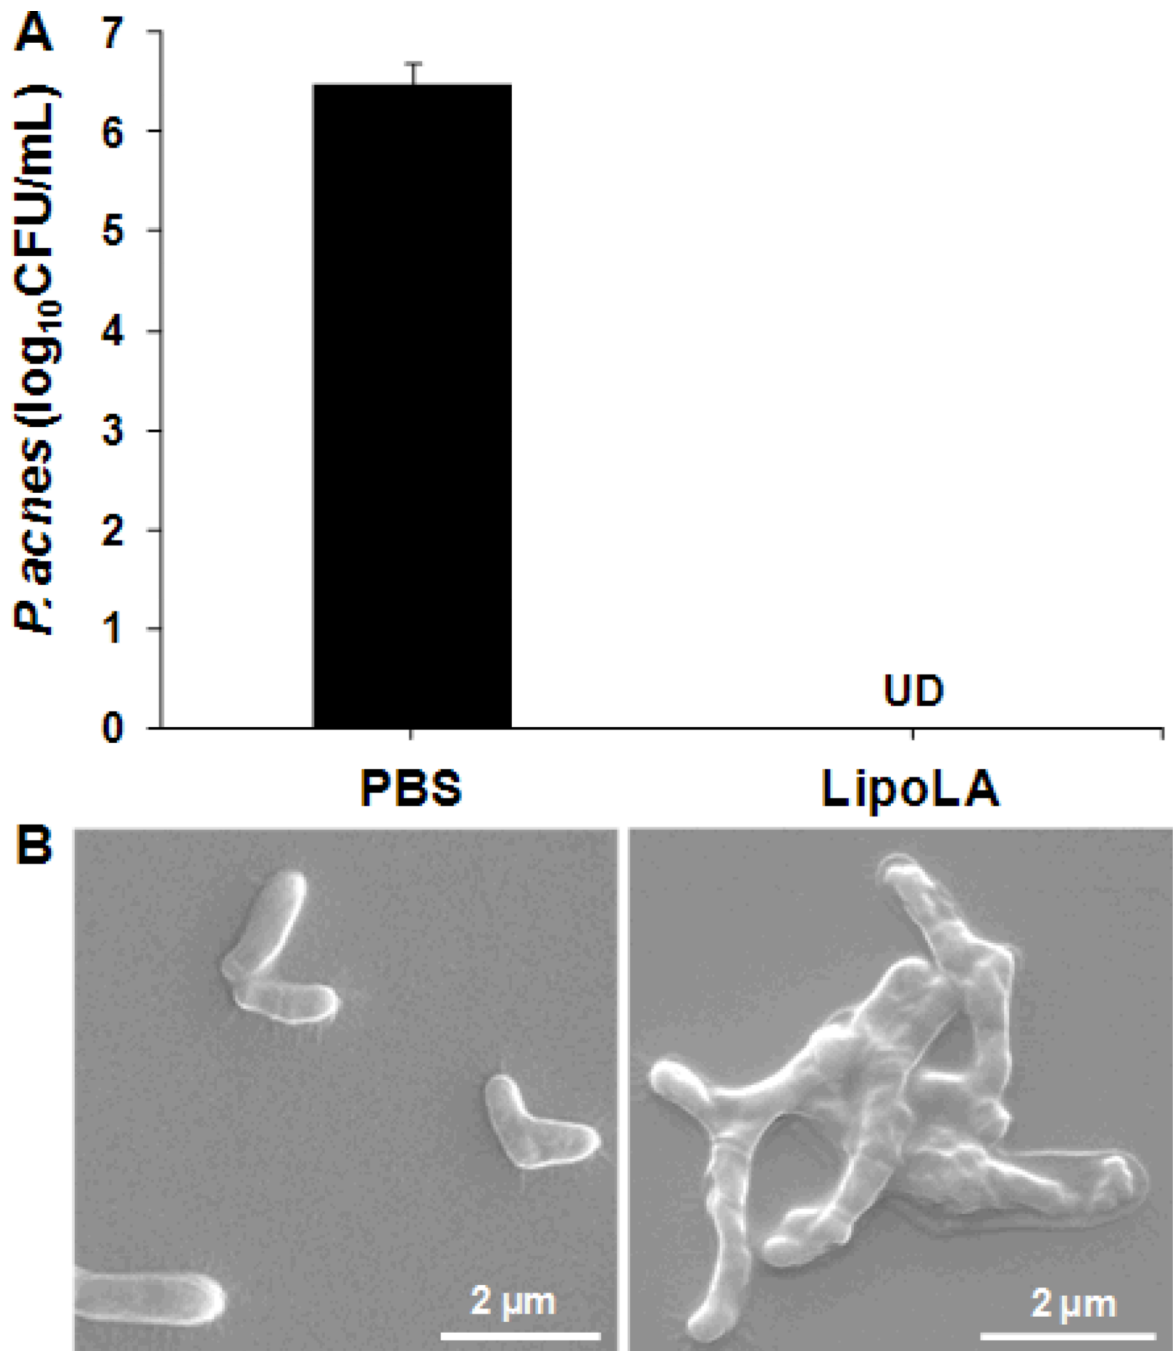 A
7
6
5
4
3
2
1
0
P. acnes (log₁₀CFU/mL)
UD
PBS
LipoLA
B
2 µm
2 µm